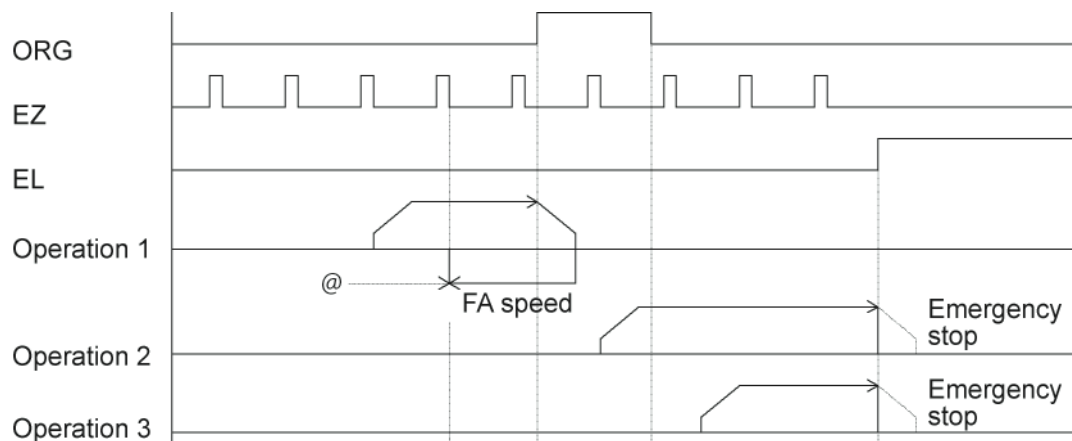 ORG
EZ
EL
Operation 1
@
FA speed
Operation 2
Emergency
stop
Operation 3
Emergency
stop